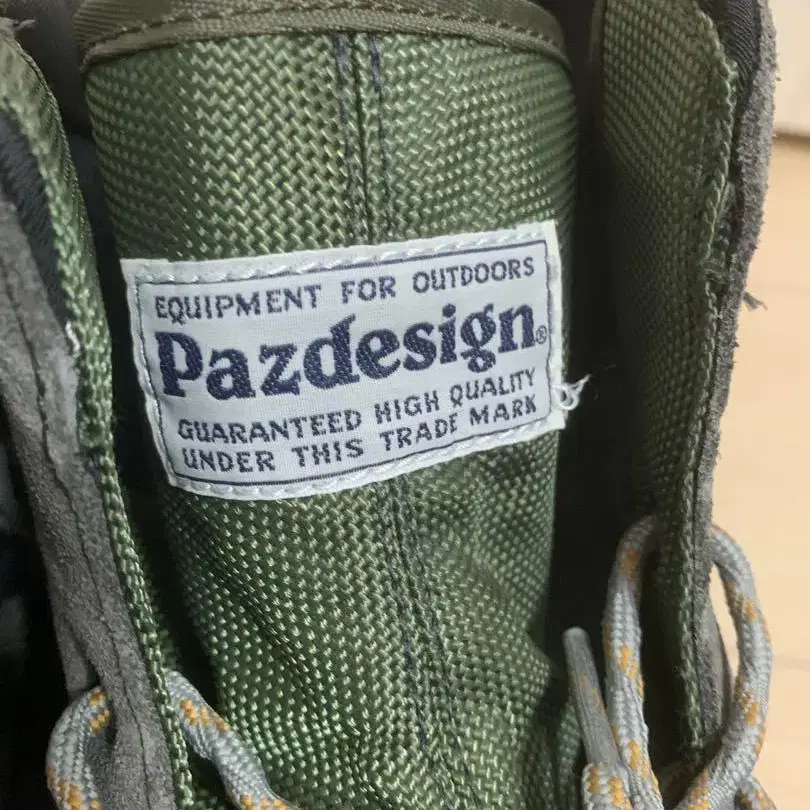 EQUIPMENT FOR OUTDOORS
Pazdesign®
GUARANTEED HIGH QUALITY
UNDER THIS TRADE MARK